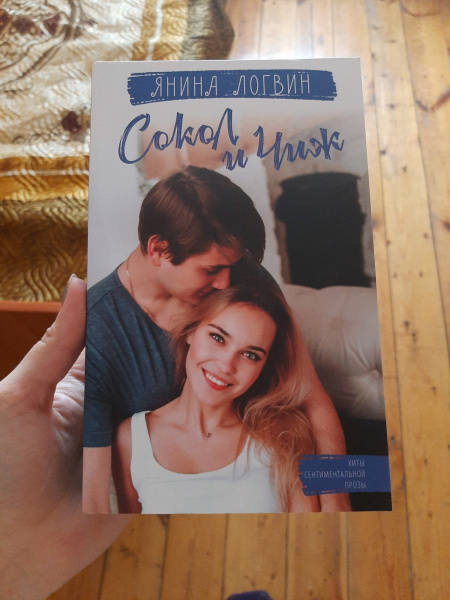 ЯНИНА ЛОГВИН
Сокол
и Чиж
ХИТЫ
СЕНТИМЕНТАЛЬНОЙ
ПРОЗЫ